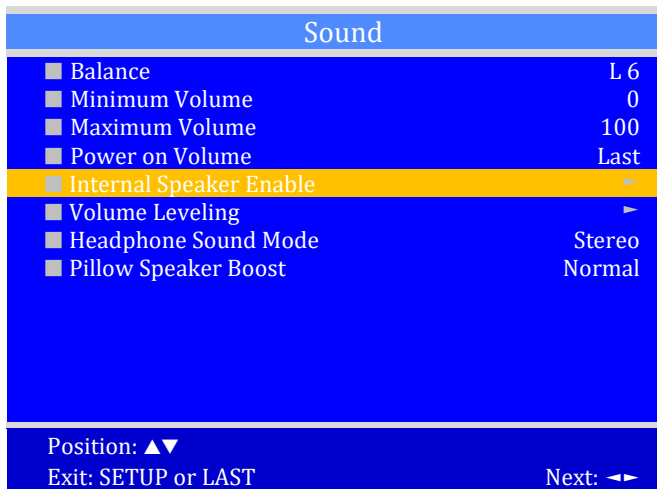 Sound
■ Balance L 6
■ Minimum Volume 0
■ Maximum Volume 100
■ Power on Volume Last
■ Internal Speaker Enable ►
■ Volume Leveling ►
■ Headphone Sound Mode Stereo
■ Pillow Speaker Boost Normal
Position: ▲▼
Exit: SETUP or LAST Next: ◄►